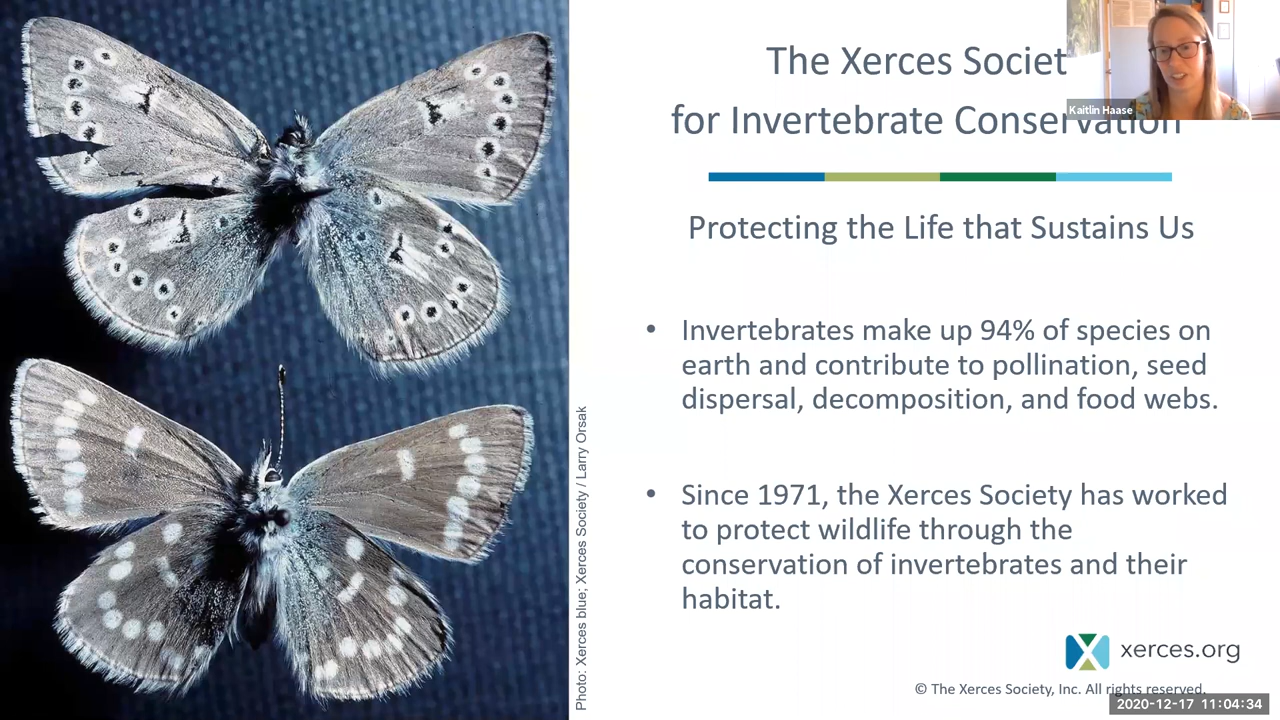 The Xerces Societ
for Invertebrate Conservation
Kaitlin Haase
Protecting the Life that Sustains Us
• Invertebrates make up 94% of species on
earth and contribute to pollination, seed
dispersal, decomposition, and food webs.
• Since 1971, the Xerces Society has worked
to protect wildlife through the
conservation of invertebrates and their
habitat.
Photo: Xerces blue; Xerces Society / Larry Orsak
xerces.org
© The Xerces Society, Inc. All rights reserved.
2020-12-17 11:04:34